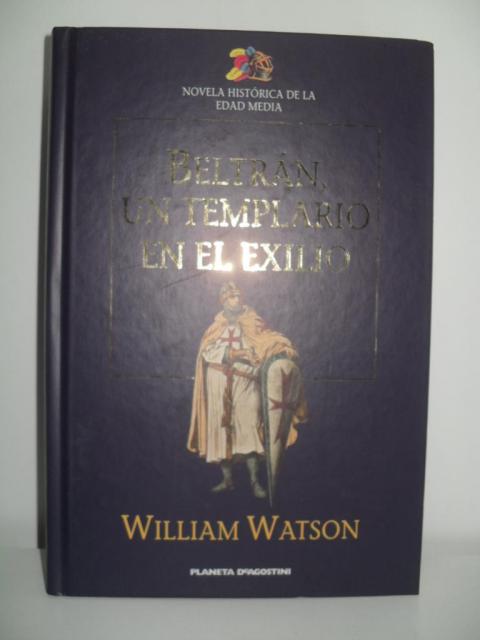 NOVELA HISTÓRICA DE LA
EDAD MEDIA
BELTRÁN,
UN TEMPLARIO
EN EL EXILIO
WILLIAM WATSON
PLANETA DEAGOSTINI